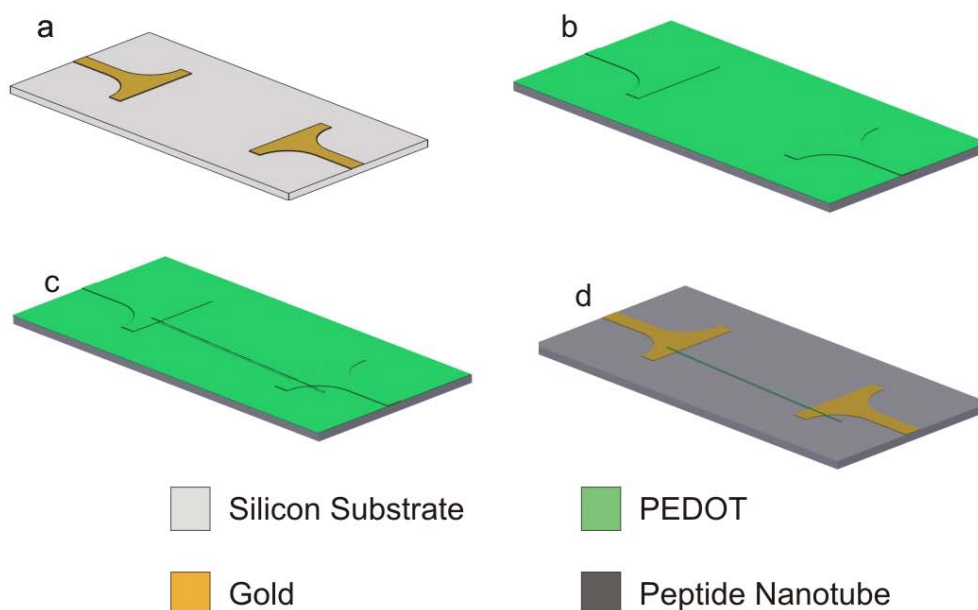 a
b
c
d
Silicon Substrate
PEDOT
Gold
Peptide Nanotube